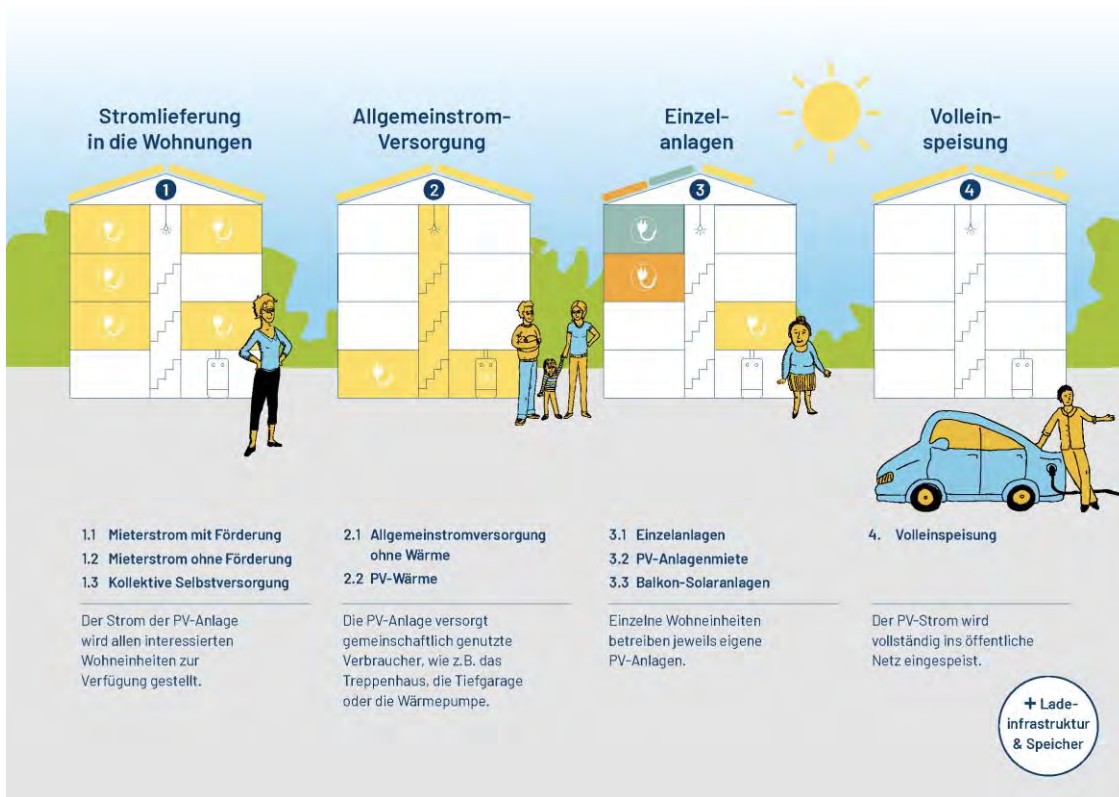 Stromlieferung
in die Wohnungen
1
Allgemeinstrom-
Versorgung
2
Einzel-
anlagen
3
Vollein-
speisung
4
1.1 Mieterstrom mit Förderung
1.2 Mieterstrom ohne Förderung
1.3 Kollektive Selbstversorgung
Der Strom der PV-Anlage
wird allen interessierten
Wohneinheiten zur
Verfügung gestellt.
2.1 Allgemeinstromversorgung
ohne Wärme
2.2 PV-Wärme
Die PV-Anlage versorgt
gemeinschaftlich genutzte
Verbraucher, wie z.B. das
Treppenhaus, die Tiefgarage
oder die Wärmepumpe.
3.1 Einzelanlagen
3.2 PV-Anlagenmiete
3.3 Balkon-Solaranlagen
Einzelne Wohneinheiten
betreiben jeweils eigene
PV-Anlagen.
4. Volleinspeisung
Der PV-Strom wird
vollständig ins öffentliche
Netz eingespeist.
+ Lade-
infrastruktur
& Speicher